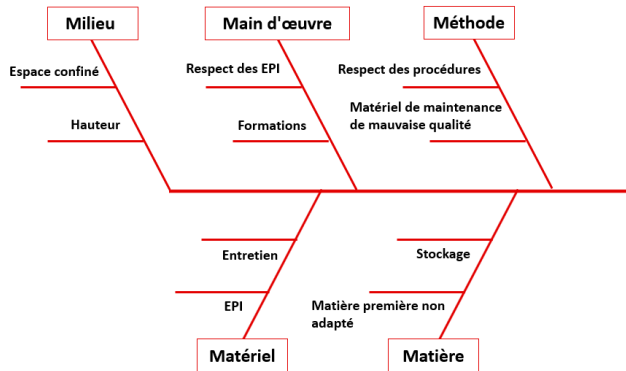 Milieu
Main d'œuvre
Méthode
Espace confiné
Respect des EPI
Respect des procédures
Hauteur
Formations
Matériel de maintenance
de mauvaise qualité
Entretien
Stockage
EPI
Matière première non
adapté
Matériel
Matière